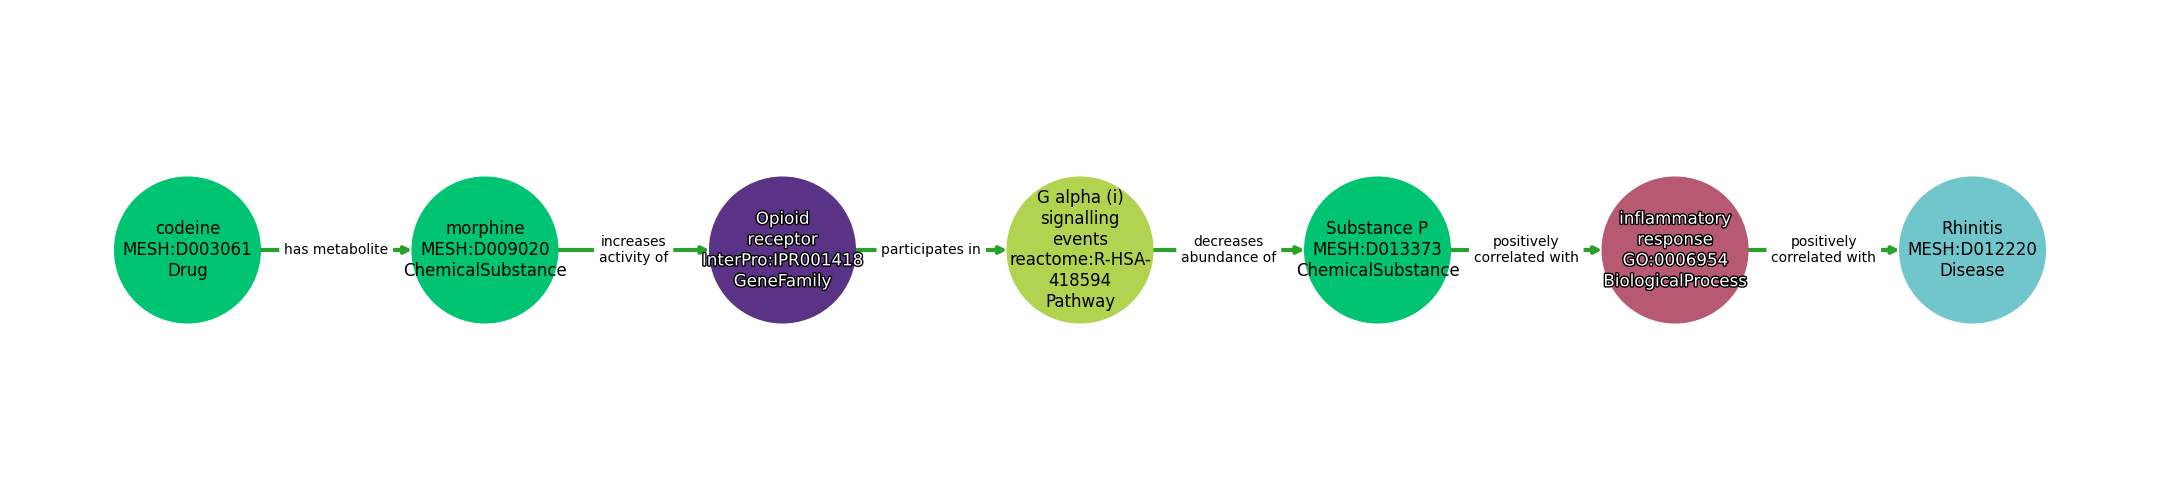 codeine
MESH:D003061
Drug
has metabolite
morphine
MESH:D009020
ChemicalSubstance
increases
activity of
Opioid
receptor
InterPro:IPR001418
GeneFamily
participates in
G alpha (i)
signalling
events
reactome:R-HSA-
418594
Pathway
decreases
abundance of
Substance P
MESH:D013373
ChemicalSubstance
positively
correlated with
inflammatory
response
GO:0006954
BiologicalProcess
positively
correlated with
Rhinitis
MESH:D012220
Disease